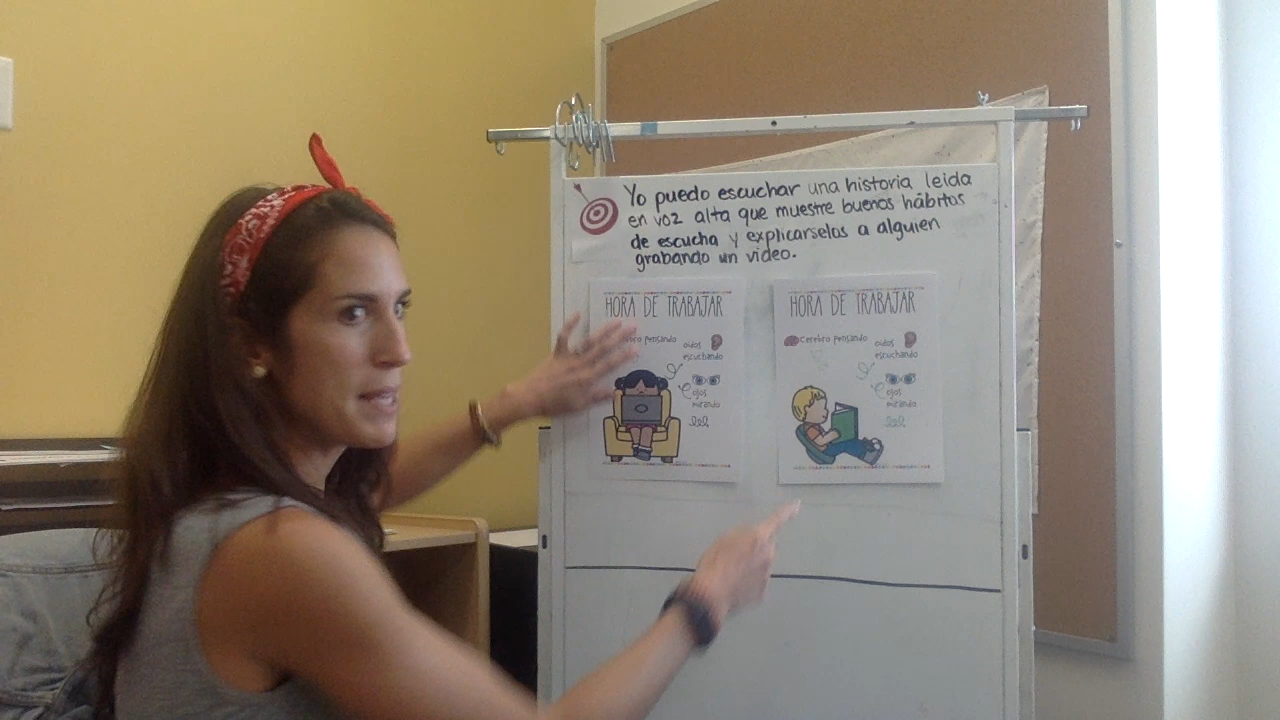 Yo puedo escuchar una historia leida
en voz alta que muestre buenos hábitos
de escucha y explicarselos a alguien
grabando un video.
HORA DE TRABAJAR
pensando
oidos
escuchando
ojos
mirando
HORA DE TRABAJAR
Cerebro pensando
oidos
escuchando
ojos
mirando